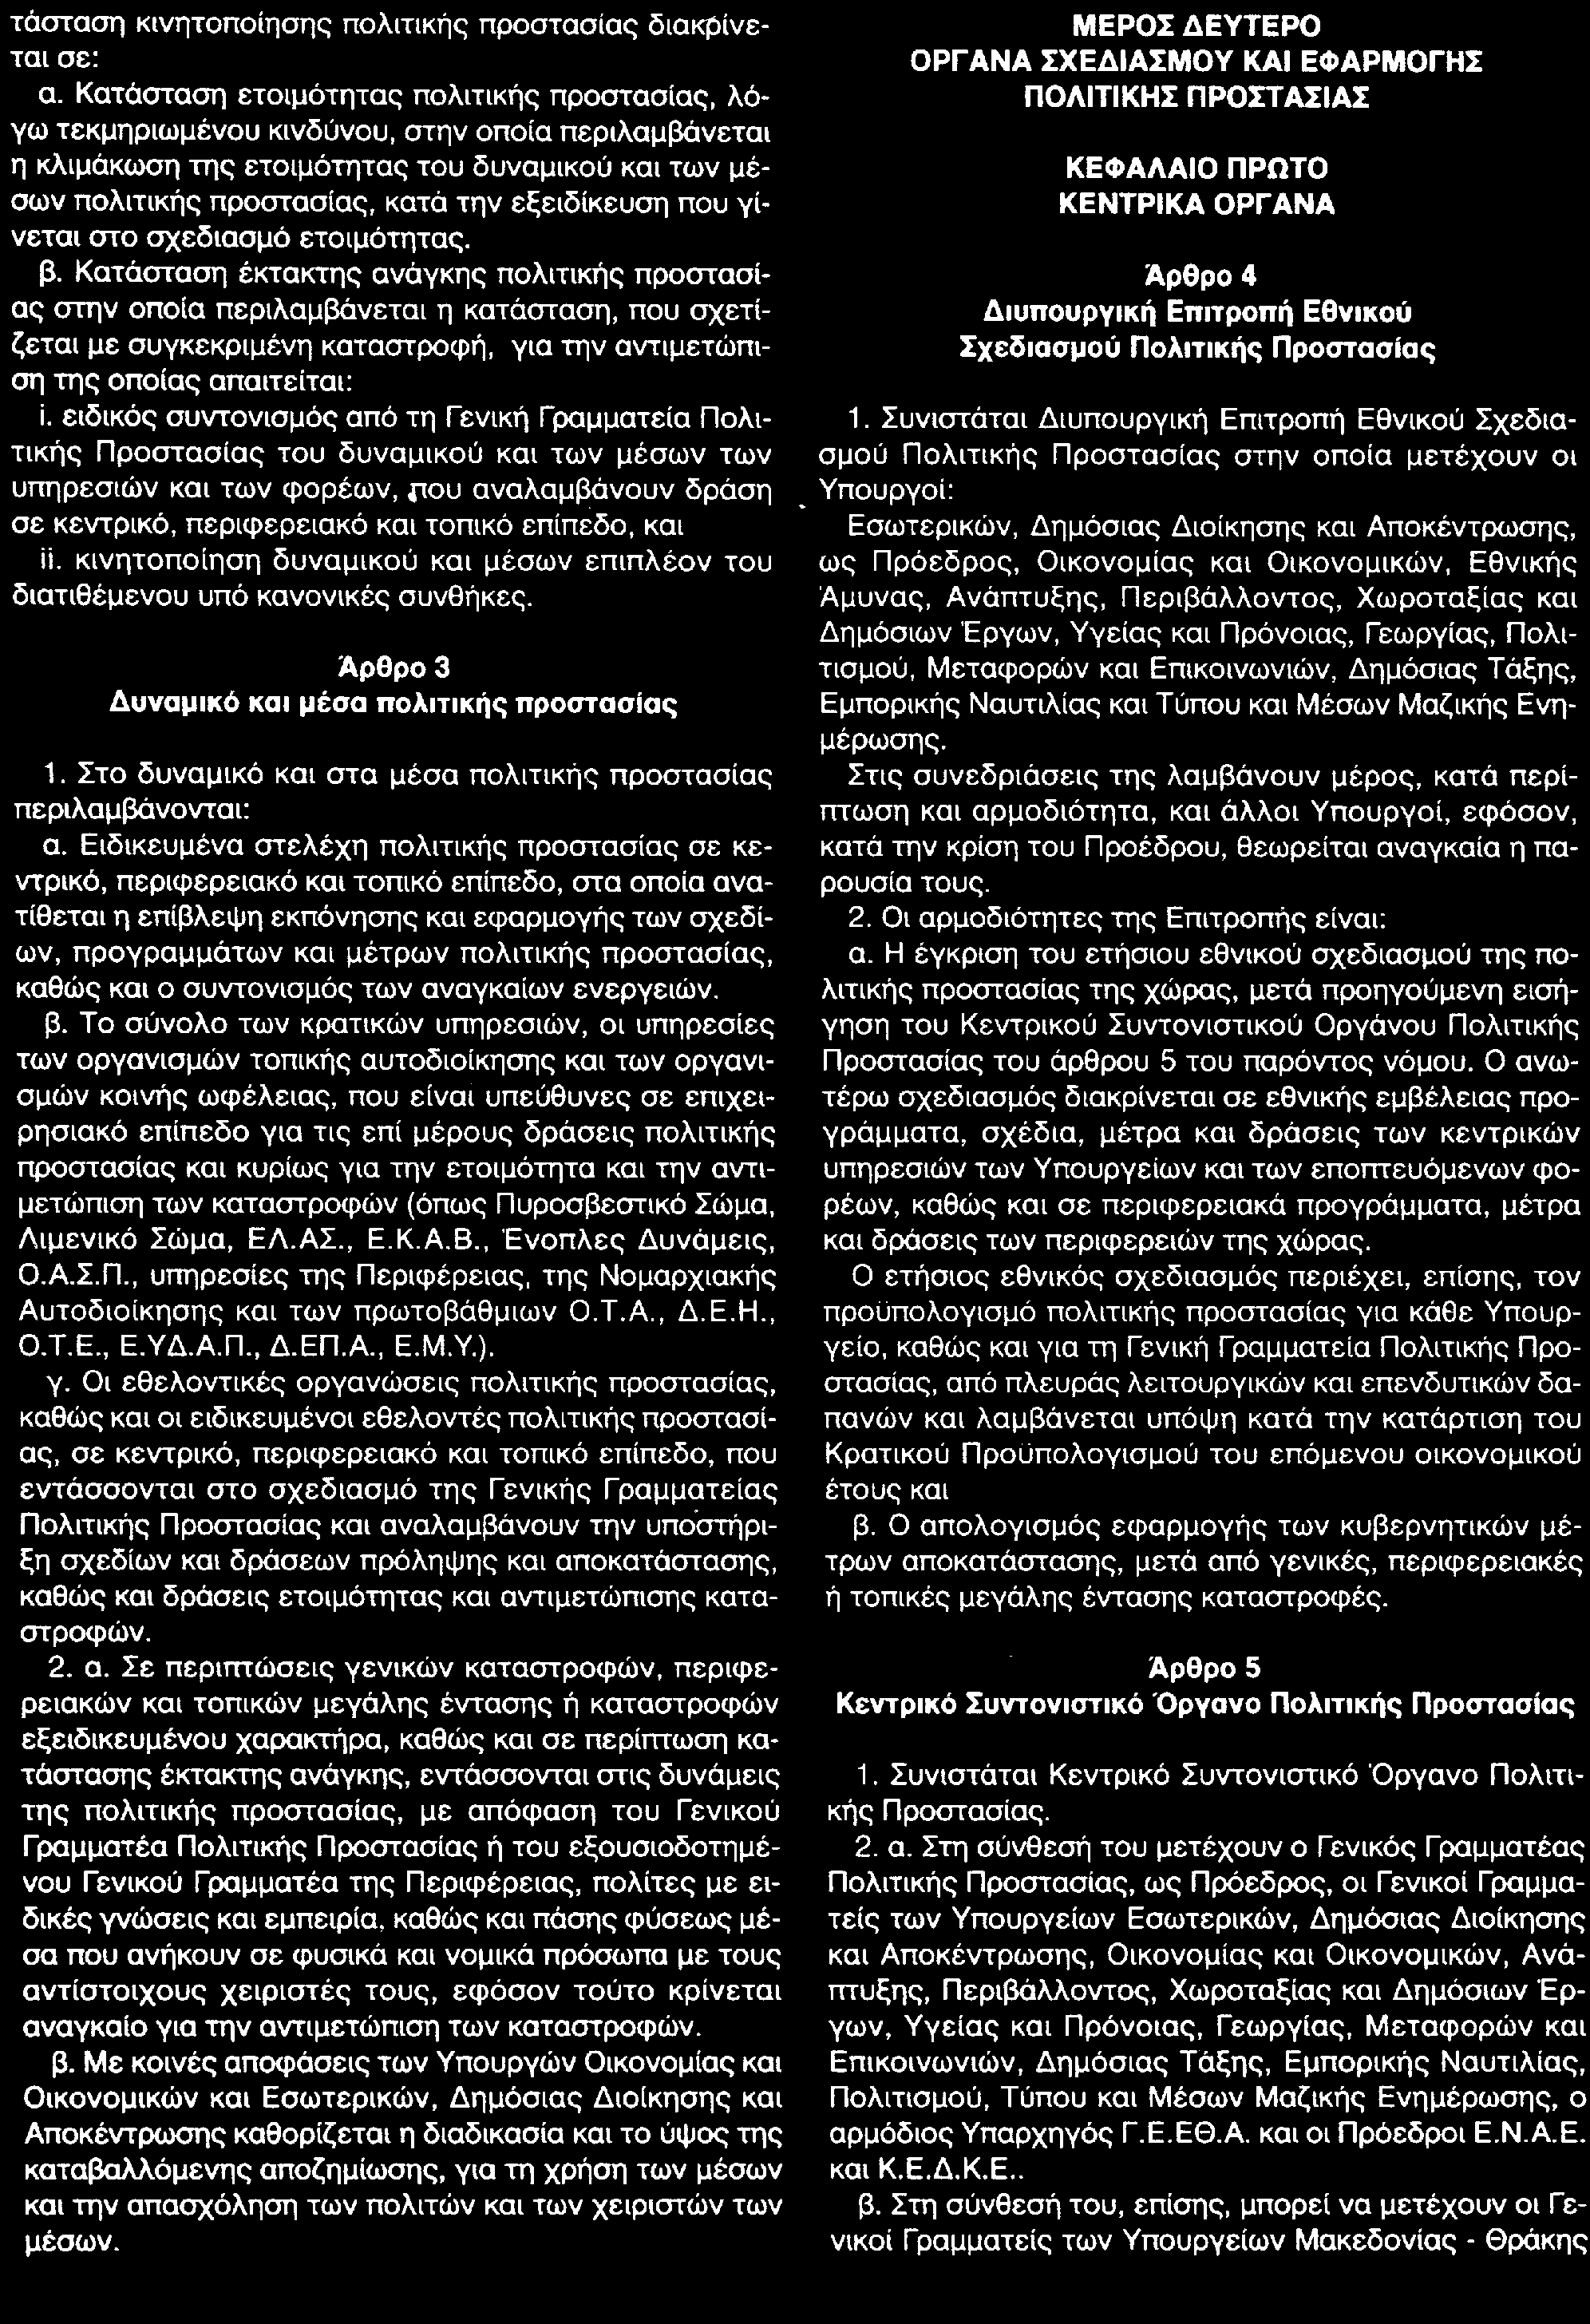 τάσταση κινητοποίησης πολιτικής προστασίας διακρίνε-
ται σε:
α. Κατάσταση ετοιμότητας πολιτικής προστασίας, λό-
γω τεκμηριωμένου κινδύνου, στην οποία περιλαμβάνεται
η κλιμάκωση της ετοιμότητας του δυναμικού και των μέ-
σων πολιτικής προστασίας, κατά την εξειδίκευση που γί-
νεται στο σχεδιασμό ετοιμότητας.
β. Κατάσταση έκτακτης ανάγκης πολιτικής προστασί-
ας στην οποία περιλαμβάνεται η κατάσταση, που σχετί-
ζεται με συγκεκριμένη καταστροφή, για την αντιμετώπι-
ση της οποίας απαιτείται:
i. ειδικός συντονισμός από τη Γενική Γραμματεία Πολι-
τικής Προστασίας του δυναμικού και των μέσων των
υπηρεσιών και των φορέων, που αναλαμβάνουν δράση
σε κεντρικό, περιφερειακό και τοπικό επίπεδο, και
ii. κινητοποίηση δυναμικού και μέσων επιπλέον του
διατιθέμενου υπό κανονικές συνθήκες.
Άρθρο 3
Δυναμικό και μέσα πολιτικής προστασίας
1. Στο δυναμικό και στα μέσα πολιτικής προστασίας
περιλαμβάνονται:
α. Ειδικευμένα στελέχη πολιτικής προστασίας σε κε-
ντρικό, περιφερειακό και τοπικό επίπεδο, στα οποία ανα-
τίθεται η επίβλεψη εκπόνησης και εφαρμογής των σχεδί-
ων, προγραμμάτων και μέτρων πολιτικής προστασίας,
καθώς και ο συντονισμός των αναγκαίων ενεργειών.
β. Το σύνολο των κρατικών υπηρεσιών, οι υπηρεσίες
των οργανισμών τοπικής αυτοδιοίκησης και των οργανι-
σμών κοινής ωφέλειας, που είναι υπεύθυνες σε επιχει-
ρησιακό επίπεδο για τις επί μέρους δράσεις πολιτικής
προστασίας και κυρίως για την ετοιμότητα και την αντι-
μετώπιση των καταστροφών (όπως Πυροσβεστικό Σώμα,
Λιμενικό Σώμα, ΕΛ.ΑΣ., Ε.Κ.Α.Β., Ένοπλες Δυνάμεις,
Ο.Α.Σ.Π., υπηρεσίες της Περιφέρειας, της Νομαρχιακής
Αυτοδιοίκησης και των πρωτοβάθμιων Ο.Τ.Α., Δ.Ε.Η.,
Ο.Τ.Ε., Ε.ΥΔ.Α.Π., Δ.ΕΠ.Α., Ε.Μ.Υ.).
γ. Οι εθελοντικές οργανώσεις πολιτικής προστασίας,
καθώς και οι ειδικευμένοι εθελοντές πολιτικής προστασί-
ας, σε κεντρικό, περιφερειακό και τοπικό επίπεδο, που
εντάσσονται στο σχεδιασμό της Γενικής Γραμματείας
Πολιτικής Προστασίας και αναλαμβάνουν την υποστήρι-
ξη σχεδίων και δράσεων πρόληψης και αποκατάστασης,
καθώς και δράσεις ετοιμότητας και αντιμετώπισης κατα-
στροφών.
2. α. Σε περιπτώσεις γενικών καταστροφών, περιφε-
ρειακών και τοπικών μεγάλης έντασης ή καταστροφών
εξειδικευμένου χαρακτήρα, καθώς και σε περίπτωση κα-
τάστασης έκτακτης ανάγκης, εντάσσονται στις δυνάμεις
της πολιτικής προστασίας, με απόφαση του Γενικού
Γραμματέα Πολιτικής Προστασίας ή του εξουσιοδοτημέ-
νου Γενικού Γραμματέα της Περιφέρειας, πολίτες με ει-
δικές γνώσεις και εμπειρία, καθώς και πάσης φύσεως μέ-
σα που ανήκουν σε φυσικά και νομικά πρόσωπα με τους
αντίστοιχους χειριστές τους, εφόσον τούτο κρίνεται
αναγκαίο για την αντιμετώπιση των καταστροφών.
β. Με κοινές αποφάσεις των Υπουργών Οικονομίας και
Οικονομικών και Εσωτερικών, Δημόσιας Διοίκησης και
Αποκέντρωσης καθορίζεται η διαδικασία και το ύψος της
καταβαλλόμενης αποζημίωσης, για τη χρήση των μέσων
και την απασχόληση των πολιτών και των χειριστών των
μέσων.
ΜΕΡΟΣ ΔΕΥΤΕΡΟ
ΟΡΓΑΝΑ ΣΧΕΔΙΑΣΜΟΥ ΚΑΙ ΕΦΑΡΜΟΓΗΣ
ΠΟΛΙΤΙΚΗΣ ΠΡΟΣΤΑΣΙΑΣ
ΚΕΦΑΛΑΙΟ ΠΡΩΤΟ
ΚΕΝΤΡΙΚΑ ΟΡΓΑΝΑ
Άρθρο 4
Διυπουργική Επιτροπή Εθνικού
Σχεδιασμού Πολιτικής Προστασίας
1. Συνιστάται Διυπουργική Επιτροπή Εθνικού Σχεδια-
σμού Πολιτικής Προστασίας στην οποία μετέχουν οι
Υπουργοί:
Εσωτερικών, Δημόσιας Διοίκησης και Αποκέντρωσης,
ως Πρόεδρος, Οικονομίας και Οικονομικών, Εθνικής
Άμυνας, Ανάπτυξης, Περιβάλλοντος, Χωροταξίας και
Δημόσιων Έργων, Υγείας και Πρόνοιας, Γεωργίας, Πολι-
τισμού, Μεταφορών και Επικοινωνιών, Δημόσιας Τάξης,
Εμπορικής Ναυτιλίας και Τύπου και Μέσων Μαζικής Ενη-
μέρωσης.
Στις συνεδριάσεις της λαμβάνουν μέρος, κατά περί-
πτωση και αρμοδιότητα, και άλλοι Υπουργοί, εφόσον,
κατά την κρίση του Προέδρου, θεωρείται αναγκαία η πα-
ρουσία τους.
2. Οι αρμοδιότητες της Επιτροπής είναι:
α. Η έγκριση του ετήσιου εθνικού σχεδιασμού της πο-
λιτικής προστασίας της χώρας, μετά προηγούμενη εισή-
γηση του Κεντρικού Συντονιστικού Οργάνου Πολιτικής
Προστασίας του άρθρου 5 του παρόντος νόμου. Ο ανω-
τέρω σχεδιασμός διακρίνεται σε εθνικής εμβέλειας προ-
γράμματα, σχέδια, μέτρα και δράσεις των κεντρικών
υπηρεσιών των Υπουργείων και των εποπτευόμενων φο-
ρέων, καθώς και σε περιφερειακά προγράμματα, μέτρα
και δράσεις των περιφερειών της χώρας.
Ο ετήσιος εθνικός σχεδιασμός περιέχει, επίσης, τον
προϋπολογισμό πολιτικής προστασίας για κάθε Υπουρ-
γείο, καθώς και για τη Γενική Γραμματεία Πολιτικής Προ-
στασίας, από πλευράς λειτουργικών και επενδυτικών δα-
πανών και λαμβάνεται υπόψη κατά την κατάρτιση του
Κρατικού Προϋπολογισμού του επόμενου οικονομικού
έτους και
β. Ο απολογισμός εφαρμογής των κυβερνητικών μέ-
τρων αποκατάστασης, μετά από γενικές, περιφερειακές
ή τοπικές μεγάλης έντασης καταστροφές.
Άρθρο 5
Κεντρικό Συντονιστικό Όργανο Πολιτικής Προστασίας
1. Συνιστάται Κεντρικό Συντονιστικό Όργανο Πολιτι-
κής Προστασίας.
2. α. Στη σύνθεσή του μετέχουν ο Γενικός Γραμματέας
Πολιτικής Προστασίας, ως Πρόεδρος, οι Γενικοί Γραμμα-
τείς των Υπουργείων Εσωτερικών, Δημόσιας Διοίκησης
και Αποκέντρωσης, Οικονομίας και Οικονομικών, Ανά-
πτυξης, Περιβάλλοντος, Χωροταξίας και Δημόσιων Έρ-
γων, Υγείας και Πρόνοιας, Γεωργίας, Μεταφορών και
Επικοινωνιών, Δημόσιας Τάξης, Εμπορικής Ναυτιλίας,
Πολιτισμού, Τύπου και Μέσων Μαζικής Ενημέρωσης, ο
αρμόδιος Υπαρχηγός Γ.Ε.ΕΘ.Α. και οι Πρόεδροι Ε.Ν.Α.Ε.
και Κ.Ε.Δ.Κ.Ε..
β. Στη σύνθεσή του, επίσης, μπορεί να μετέχουν οι Γε-
νικοί Γραμματείς των Υπουργείων Μακεδονίας - Θράκης